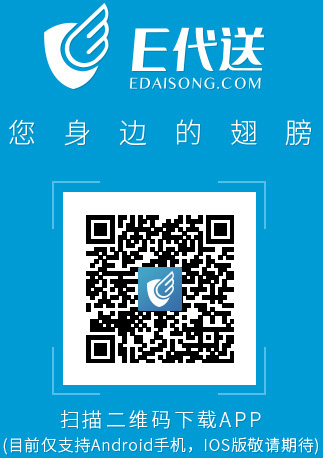 E代送
EDAISONG.COM
您身边的翅膀
扫描二维码下载APP
(目前仅支持Android手机，IOS版敬请期待)